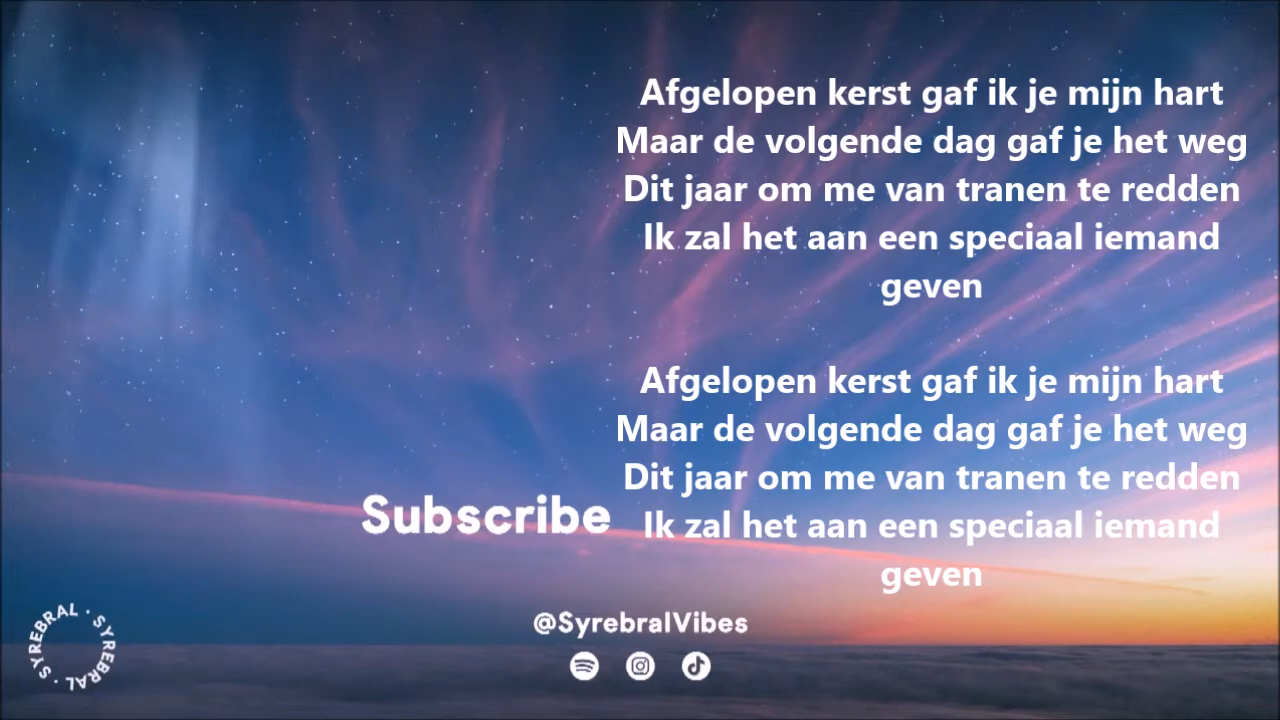 Afgelopen kerst gaf ik je mijn hart
Maar de volgende dag gaf je het weg
Dit jaar om me van tranen te redden
Ik zal het aan een speciaal iemand
geven
Afgelopen kerst gaf ik je mijn hart
Maar de volgende dag gaf je het weg
Dit jaar om me van tranen te redden
Ik zal het aan een speciaal iemand
geven
Subscribe
@SyrebralVibes
SYREBRAL · SYREBRAL ·